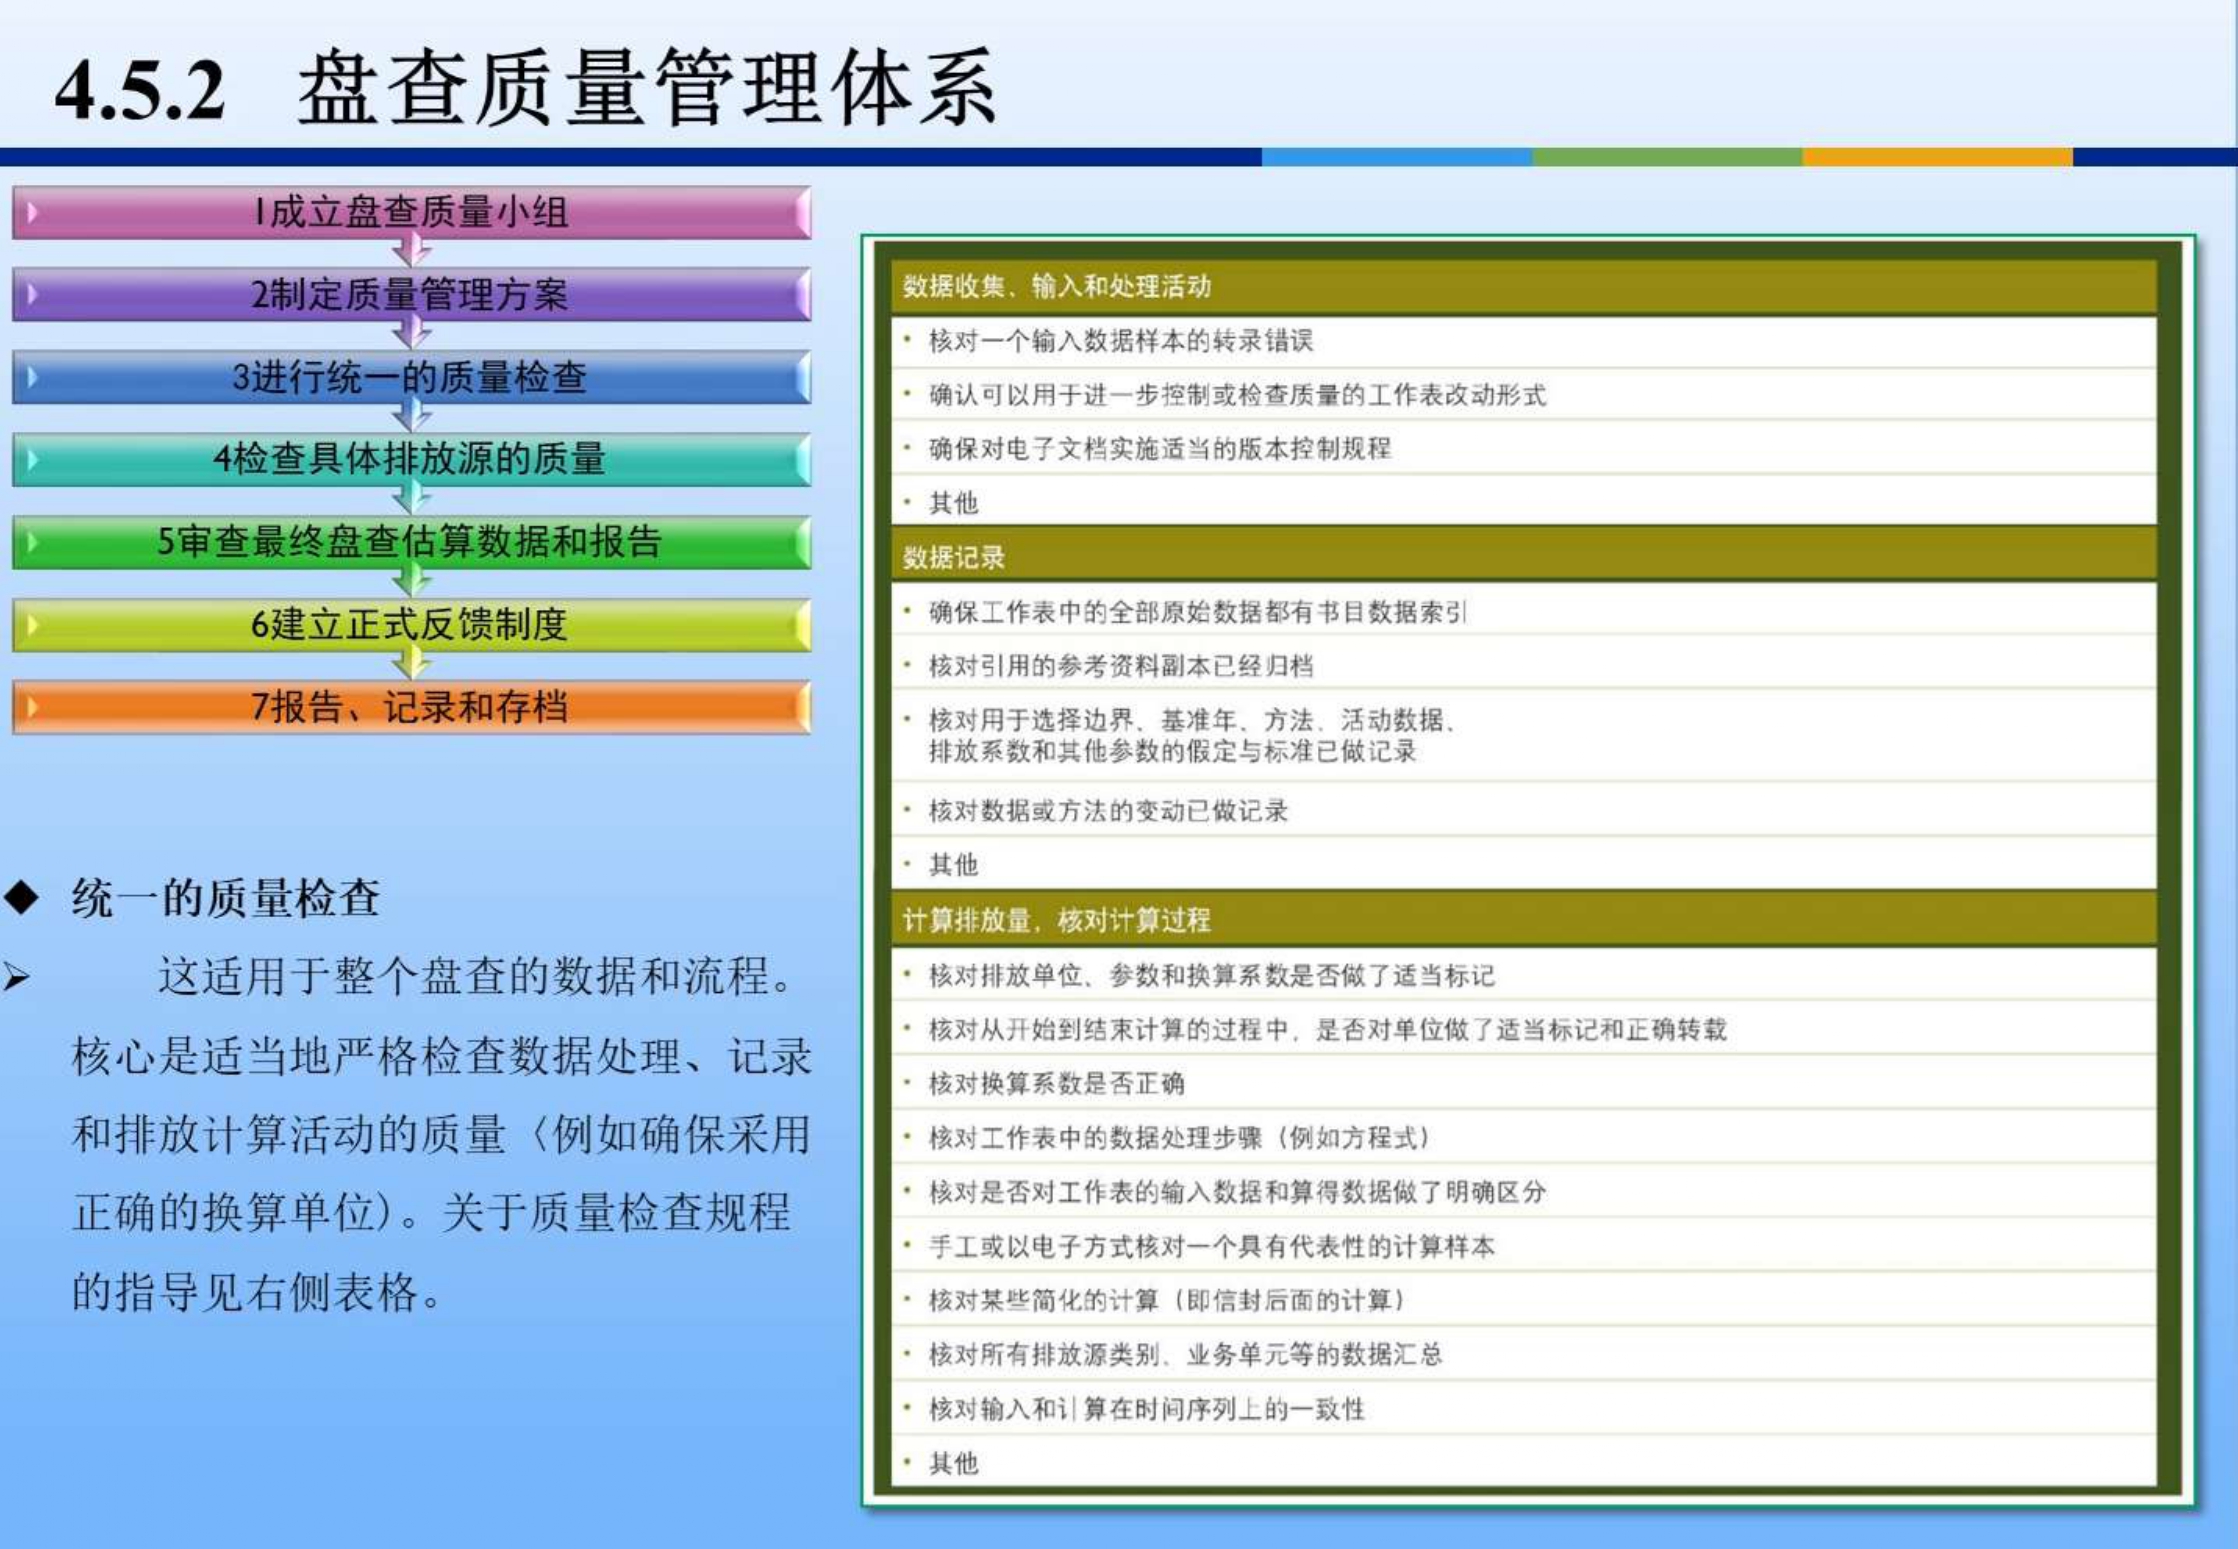 4.5.2 盘查质量管理体系
1成立盘查质量小组
2制定质量管理方案
3进行统一的质量检查
4检查具体排放源的质量
5审查最终盘查估算数据和报告
6建立正式反馈制度
7报告、记录和存档
◆ 统一的质量检查
➢ 这适用于整个盘查的数据和流程。
核心是适当地严格检查数据处理、记录
和排放计算活动的质量〈例如确保采用
正确的换算单位)。关于质量检查规程
的指导见右侧表格。
数据收集、输入和处理活动
• 核对一个输入数据样本的转录错误
• 确认可以用于进一步控制或检查质量的工作表改动形式
• 确保对电子文档实施适当的版本控制规程
• 其他
数据记录
• 确保工作表中的全部原始数据都有书目数据索引
• 核对引用的参考资料副本已经归档
• 核对用于选择边界、基准年、方法、活动数据、
排放系数和其他参数的假定与标准已做记录
• 核对数据或方法的变动已做记录
• 其他
计算排放量，核对计算过程
• 核对排放单位、参数和换算系数是否做了适当标记
• 核对从开始到结束计算的过程中，是否对单位做了适当标记和正确转载
• 核对换算系数是否正确
• 核对工作表中的数据处理步骤（例如方程式）
• 核对是否对工作表的输入数据和算得数据做了明确区分
• 手工或以电子方式核对一个具有代表性的计算样本
• 核对某些简化的计算（即信封后面的计算）
• 核对所有排放源类别、业务单元等的数据汇总
• 核对输入和计算在时间序列上的一致性
• 其他